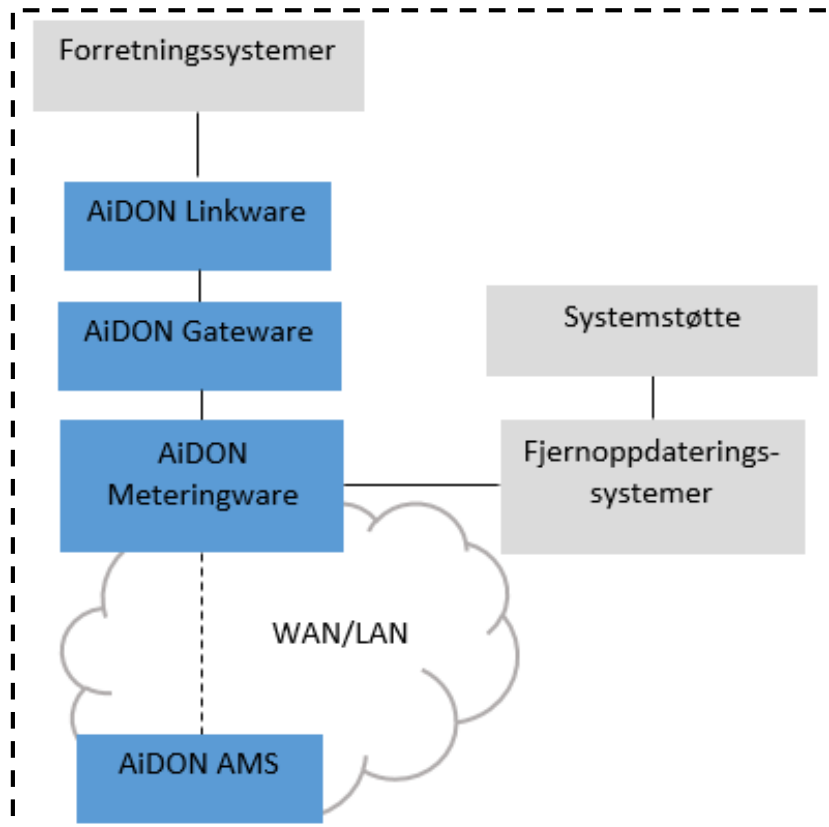 Forretningssystemer
AiDON Linkware
AiDON Gateware
Systemstøtte
AiDON
Meteringware
Fjernoppdaterings-
systemer
WAN/LAN
AiDON AMS